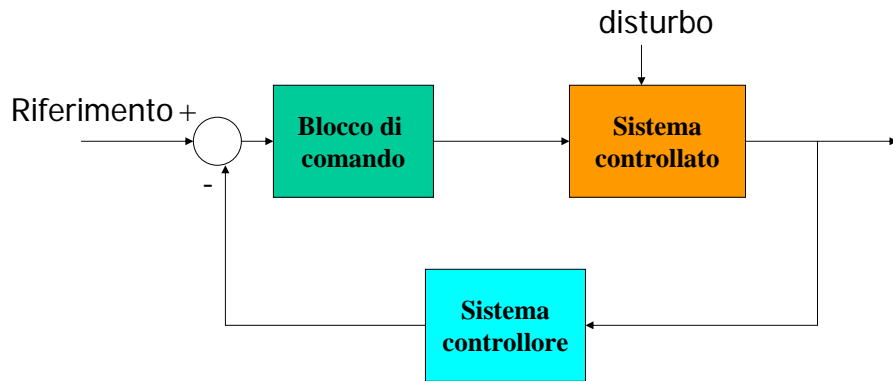 disturbo
Riferimento +
Blocco di
comando
Sistema
controllato
-
Sistema
controllore